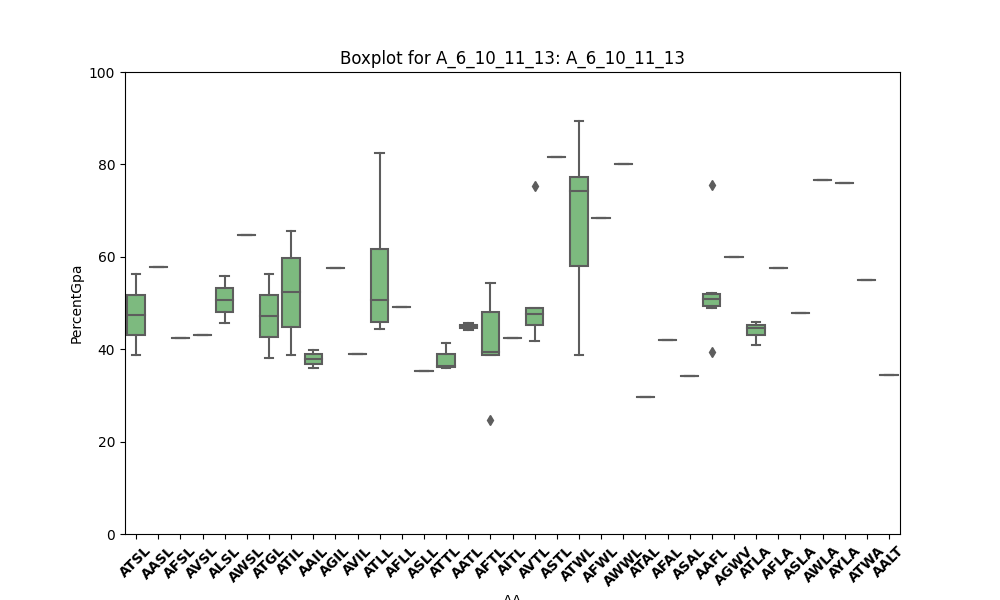 Boxplot for A_6_10_11_13: A_6_10_11_13
100
80
60
40
20
0
PercentGpa
ATSL AASL AFSL AVSL ALSL AWSL ATGL ATIL AAIL AGIL AVIL ATLL AFLL ASLL ATTL AATL AFTL AITL AVTL ASTL ATWL AFWL AWWL ATAL AFAL ASAL AAFL AGWV ATLA AFLA ASLA AWLA AYLA ATWA AALT
AA